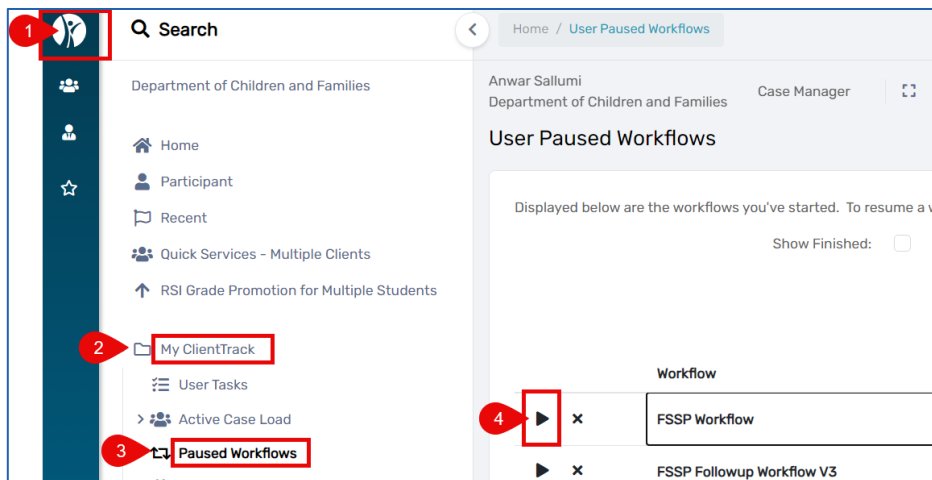 1
Search
Home / User Paused Workflows
Department of Children and Families
Anwar Sallumi
Department of Children and Families
Case Manager
Home
User Paused Workflows
Participant
Recent
Displayed below are the workflows you've started. To resume a w
Quick Services - Multiple Clients
Show Finished:
RSI Grade Promotion for Multiple Students
2
My ClientTrack
User Tasks
Workflow
Active Case Load
4
FSSP Workflow
3
Paused Workflows
FSSP Followup Workflow V3